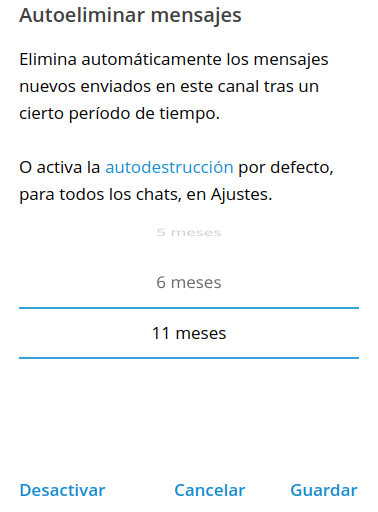 Autoeliminar mensajes
Elimina automáticamente los mensajes
nuevos enviados en este canal tras un
cierto período de tiempo.
O activa la autodestrucción por defecto,
para todos los chats, en Ajustes.
5 meses
6 meses
11 meses
Desactivar Cancelar Guardar